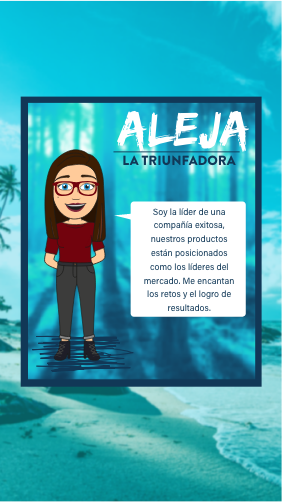 ALEJA
LA TRIUNFADORA
Soy la líder de una
compañía exitosa,
nuestros productos
están posicionados
como los líderes del
mercado. Me encantan
los retos y el logro de
resultados.